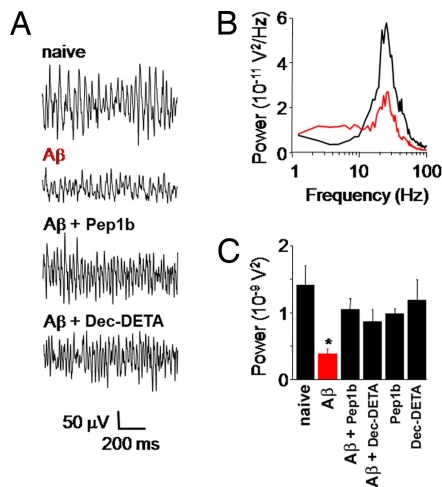 A
naive
Aβ
Aβ + Pep1b
Aβ + Dec-DETA
50 µV
200 ms
B
Power (10⁻¹¹ V²/Hz)
6
4
2
0
1
10
100
Frequency (Hz)
C
Power (10⁻⁹ V²)
2
1
0
*
naive
Aβ
Aβ + Pep1b
Aβ + Dec-DETA
Pep1b
Dec-DETA